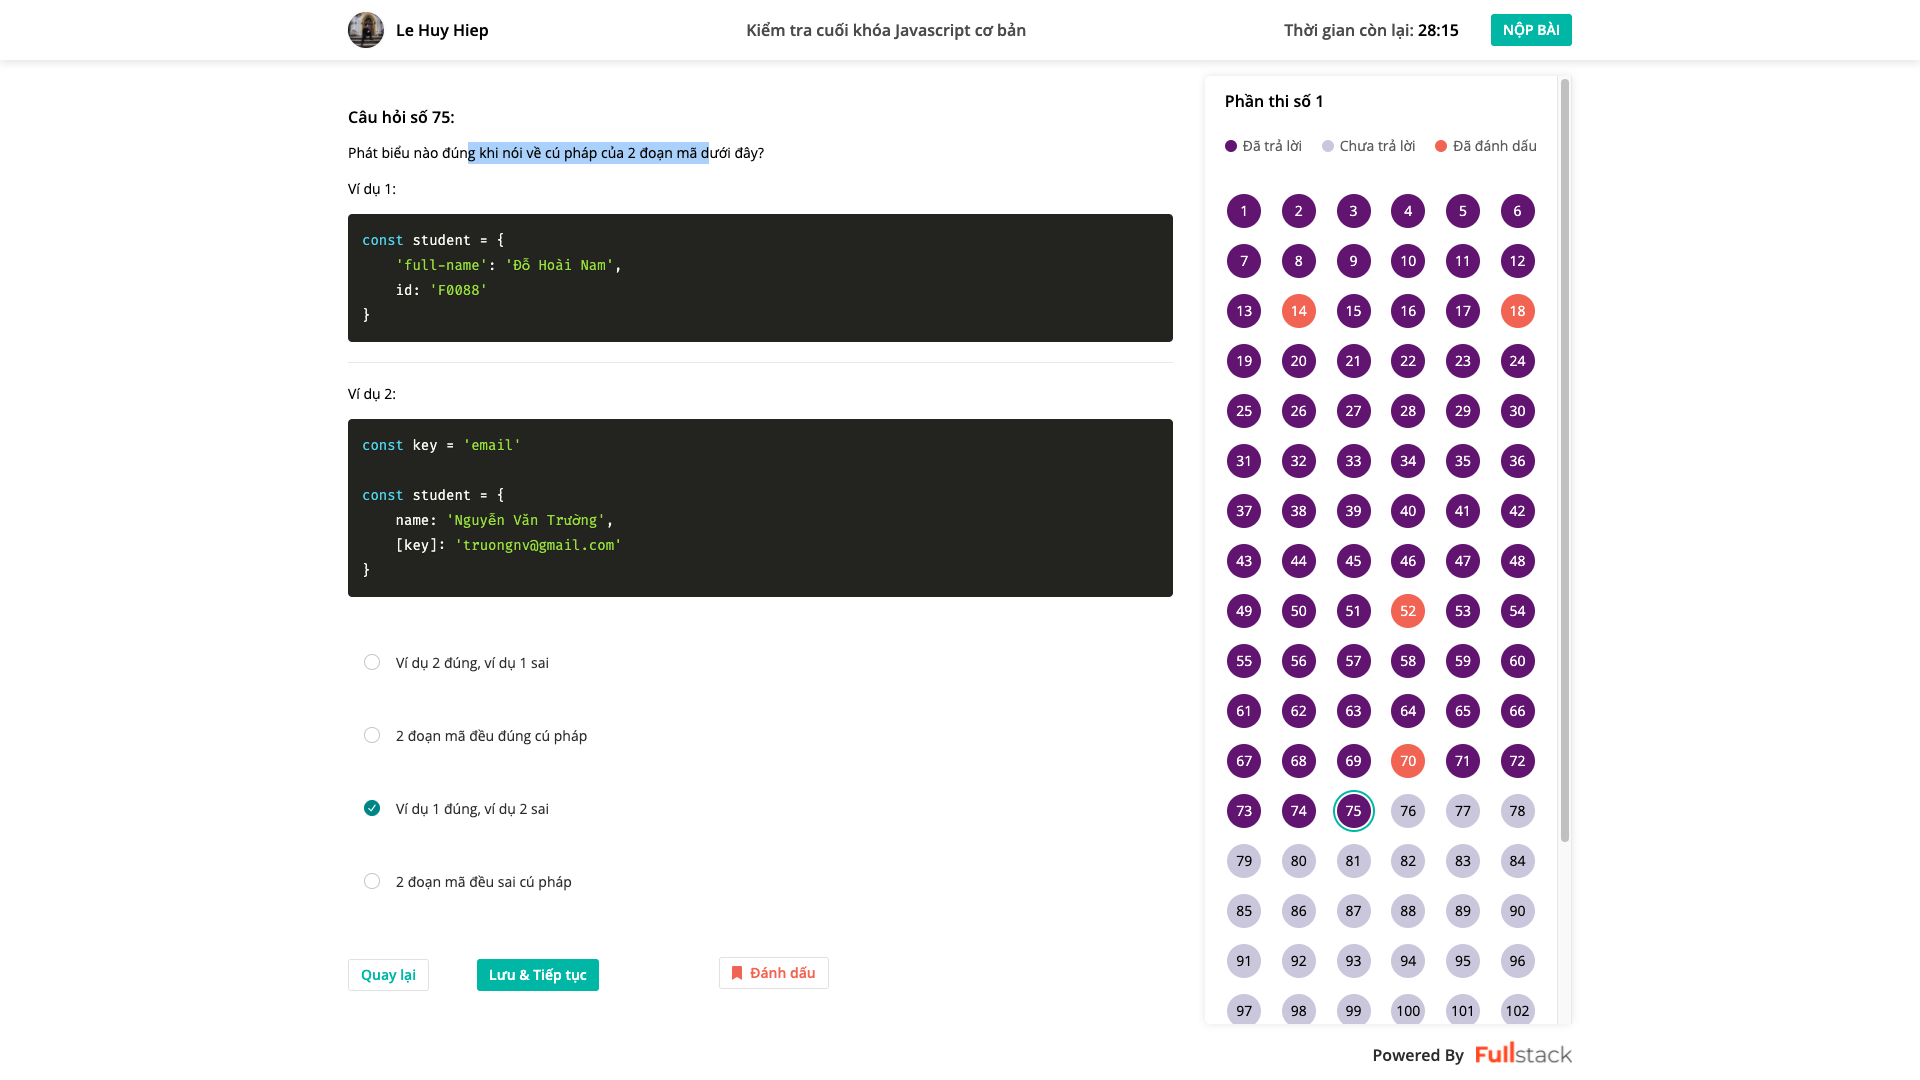 Le Huy Hiep
Kiểm tra cuối khóa Javascript cơ bản
Thời gian còn lại: 28:15
NỘP BÀI
Câu hỏi số 75:
Phát biểu nào đúng khi nói về cú pháp của 2 đoạn mã dưới đây?
Ví dụ 1:
const student = {
    'full-name': 'Đỗ Hoài Nam',
    id: 'F0088'
}
Ví dụ 2:
const key = 'email'
const student = {
    name: 'Nguyễn Văn Trường',
    [key]: 'truongnv@gmail.com'
}
Ví dụ 2 đúng, ví dụ 1 sai
2 đoạn mã đều đúng cú pháp
Ví dụ 1 đúng, ví dụ 2 sai
2 đoạn mã đều sai cú pháp
Quay lại
Lưu & Tiếp tục
Đánh dấu
Phần thi số 1
Đã trả lời Chưa trả lời Đã đánh dấu
1 2 3 4 5 6
7 8 9 10 11 12
13 14 15 16 17 18
19 20 21 22 23 24
25 26 27 28 29 30
31 32 33 34 35 36
37 38 39 40 41 42
43 44 45 46 47 48
49 50 51 52 53 54
55 56 57 58 59 60
61 62 63 64 65 66
67 68 69 70 71 72
73 74 75 76 77 78
79 80 81 82 83 84
85 86 87 88 89 90
91 92 93 94 95 96
97 98 99 100 101 102
Powered By Fullstack